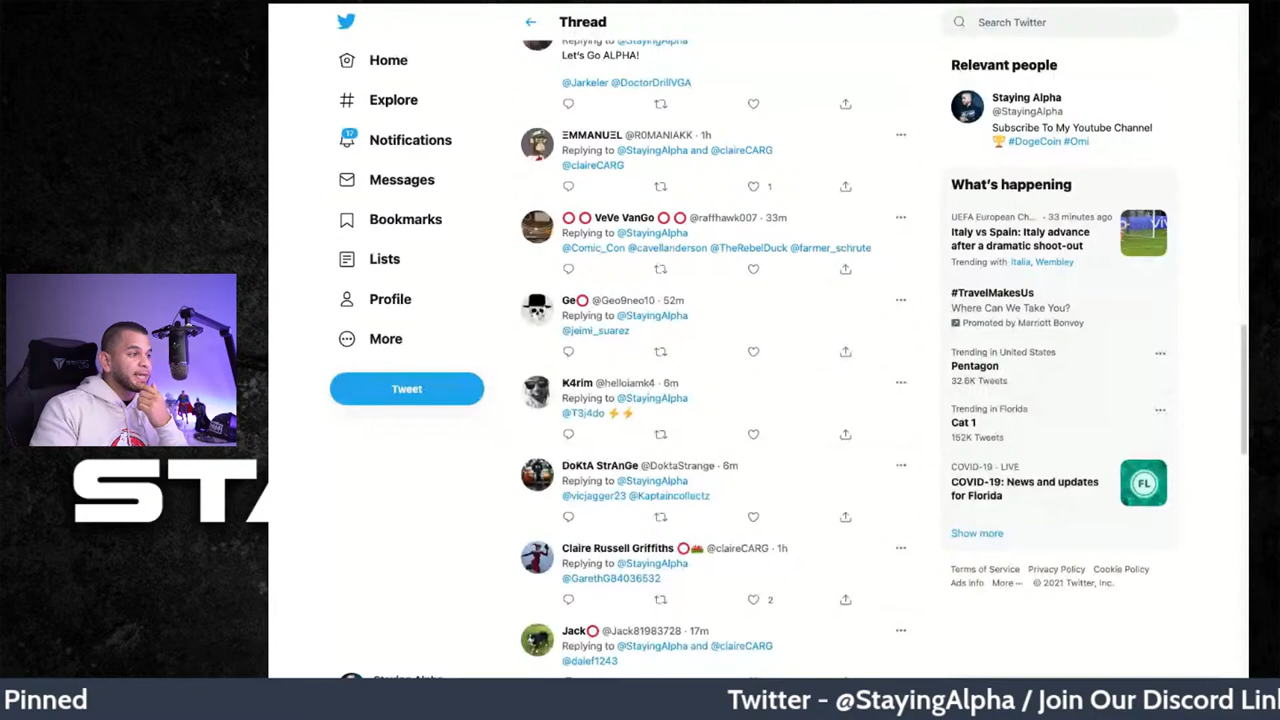 Home
Explore
17
Notifications
Messages
Bookmarks
Lists
Profile
More
Tweet
Thread
Replying to @StayingAlpha
Let's Go ALPHA!
@Jarkeler @DoctorDrillVGA
ΞMMANUΞL @R0MANIAKK · 1h
Replying to @StayingAlpha and @claireCARG
@claireCARG
1
VeVe VanGo @raffhawk007 · 33m
Replying to @StayingAlpha
@Comic_Con @cavellanderson @TheRebelDuck @farmer_schrute
Ge @Geo9neo10 · 52m
Replying to @StayingAlpha
@jeimi_suarez
K4rim @helloiamk4 · 6m
Replying to @StayingAlpha
@T3j4do ⚡⚡
DoKtA StrAnGe @DoktaStrange · 6m
Replying to @StayingAlpha
@vicjagger23 @Kaptaincollectz
Claire Russell Griffiths @claireCARG · 1h
Replying to @StayingAlpha
@GarethG84036532
2
Jack @Jack81983728 · 17m
Replying to @StayingAlpha and @claireCARG
@dalef1243
Search Twitter
Relevant people
Staying Alpha
@StayingAlpha
Subscribe To My Youtube Channel
🏆 #DogeCoin #Omi
What's happening
UEFA European Ch... · 33 minutes ago
Italy vs Spain: Italy advance
after a dramatic shoot-out
Trending with Italia, Wembley
#TravelMakesUs
Where Can We Take You?
Promoted by Marriott Bonvoy
Trending in United States
Pentagon
32.6K Tweets
Trending in Florida
Cat 1
152K Tweets
COVID-19 · LIVE
COVID-19: News and updates
for Florida
FL
Show more
Terms of Service Privacy Policy Cookie Policy
Ads info More ··· © 2021 Twitter, Inc.
STA
Staying Alpha
Pinned
Twitter - @StayingAlpha / Join Our Discord Lin